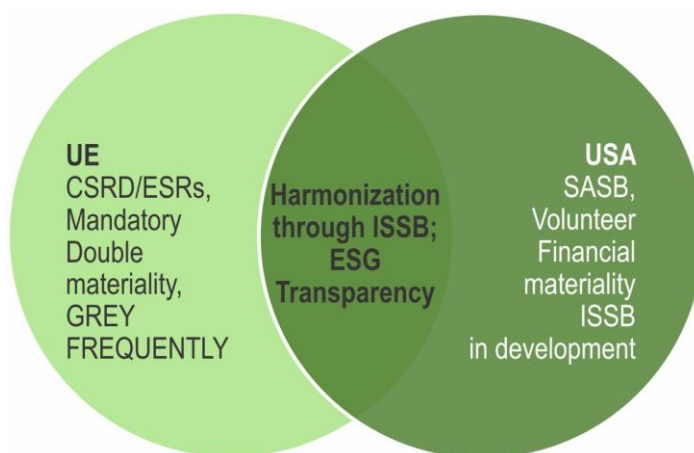 UE
CSRD/ESRs,
Mandatory
Double
materiality,
GREY
FREQUENTLY
Harmonization
through ISSB;
ESG
Transparency
USA
SASB,
Volunteer
Financial
materiality
ISSB
in development